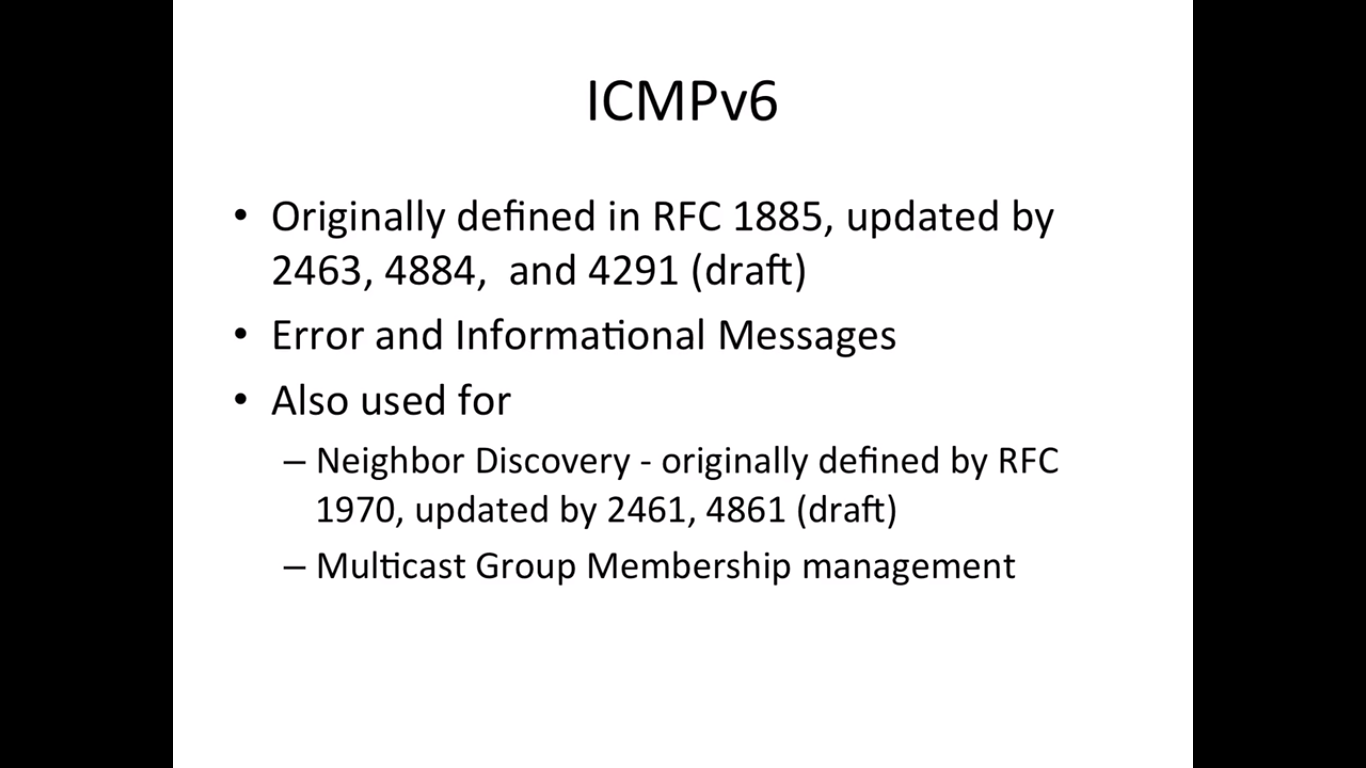 ICMPv6
• Originally defined in RFC 1885, updated by
2463, 4884,  and 4291 (draft)
• Error and Informational Messages
• Also used for
– Neighbor Discovery - originally defined by RFC
1970, updated by 2461, 4861 (draft)
– Multicast Group Membership management